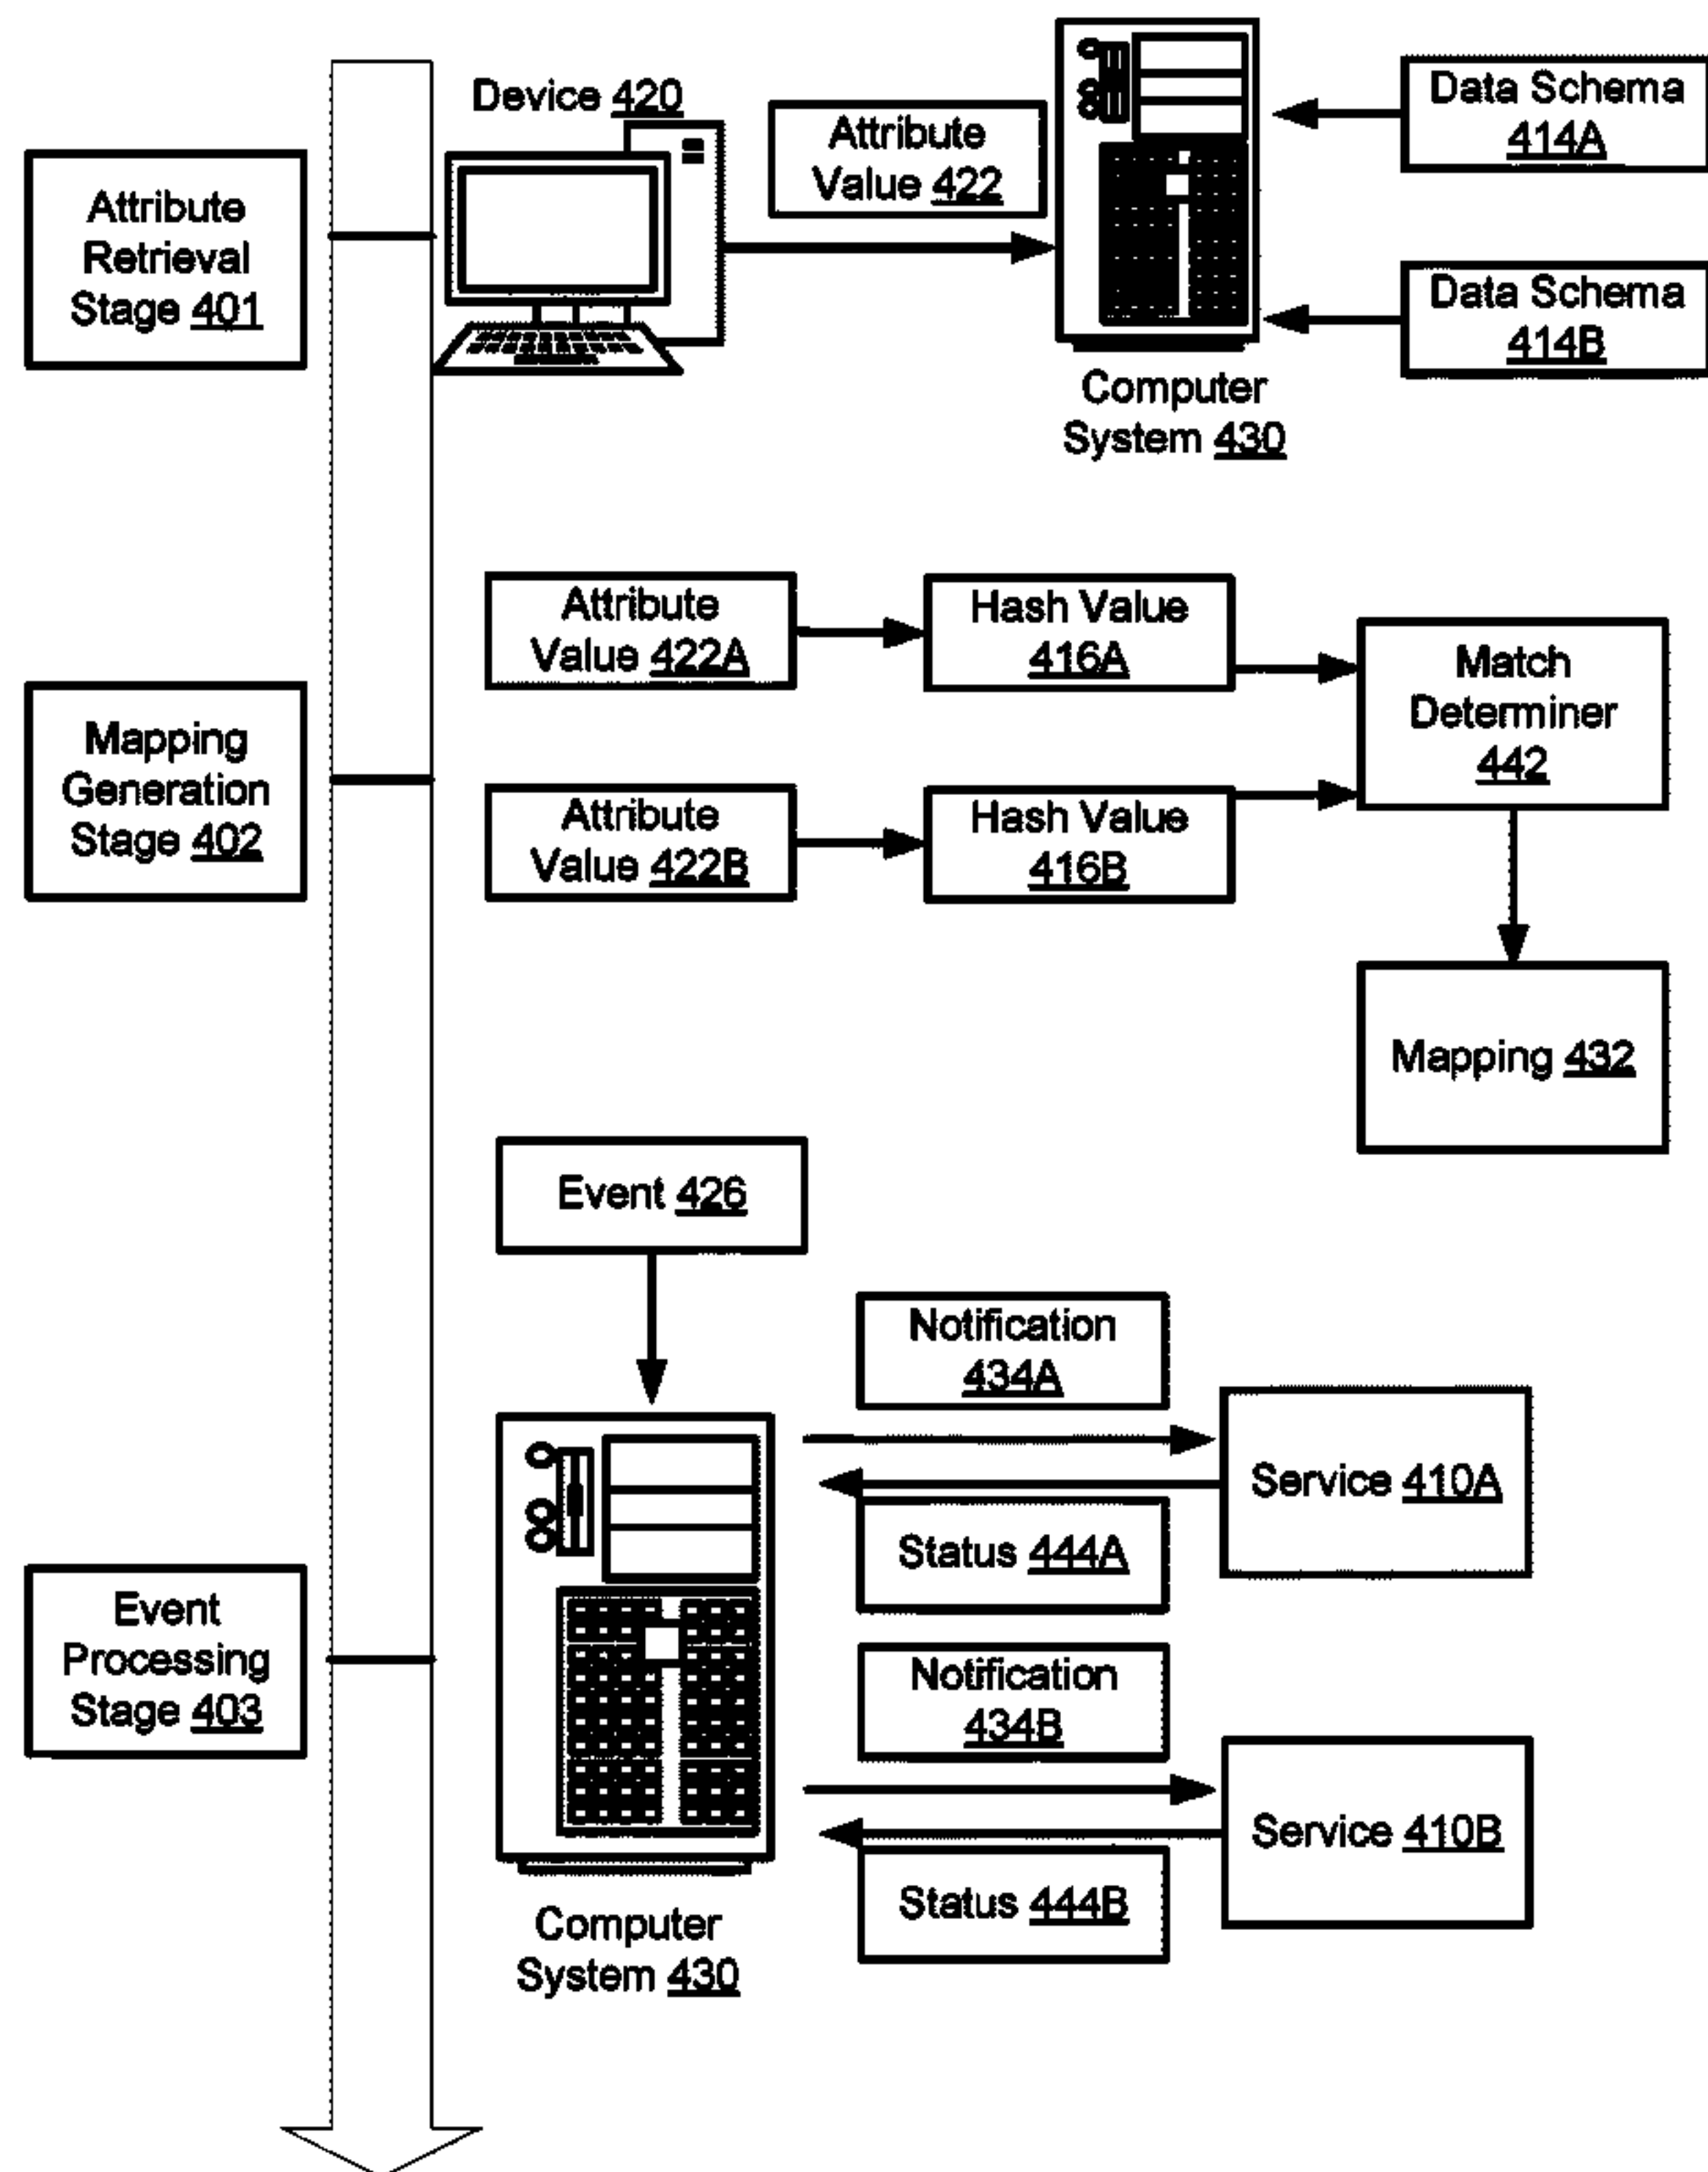 Device 420
Attribute
Value 422
Data Schema
414A
Attribute
Retrieval
Stage 401
Data Schema
414B
Computer
System 430
Attribute
Value 422A
Hash Value
416A
Match
Determiner
442
Mapping
Generation
Stage 402
Attribute
Value 422B
Hash Value
416B
Mapping 432
Event 426
Notification
434A
Service 410A
Status 444A
Event
Processing
Stage 403
Notification
434B
Service 410B
Status 444B
Computer
System 430